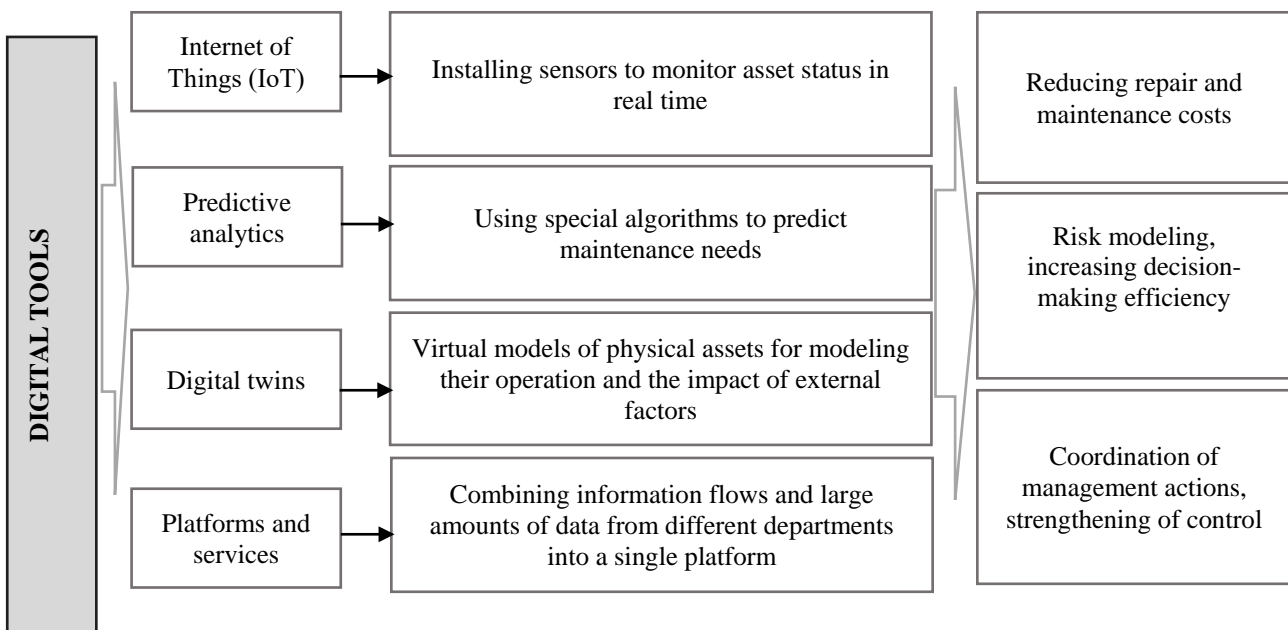 DIGITAL TOOLS
Internet of
Things (IoT)
Installing sensors to monitor asset status in
real time
Predictive
analytics
Using special algorithms to predict
maintenance needs
Digital twins
Virtual models of physical assets for modeling
their operation and the impact of external
factors
Platforms and
services
Combining information flows and large
amounts of data from different departments
into a single platform
Reducing repair and
maintenance costs
Risk modeling,
increasing decision-
making efficiency
Coordination of
management actions,
strengthening of control